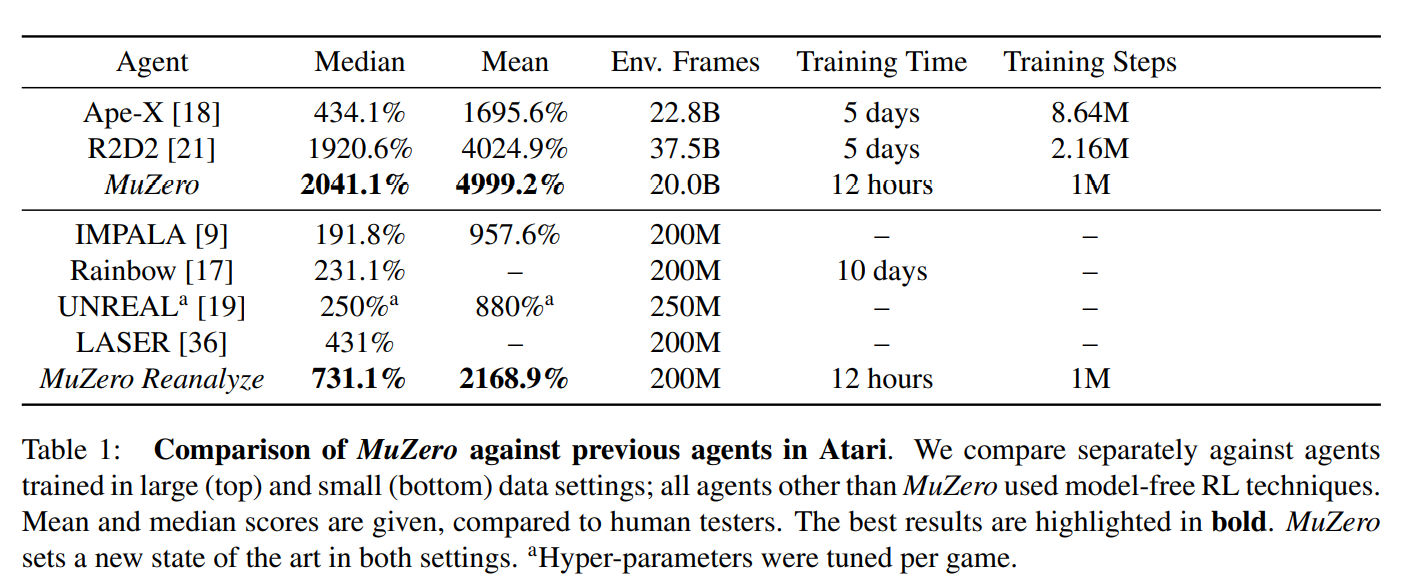 Agent Median Mean Env. Frames Training Time Training Steps
Ape-X [18] 434.1% 1695.6% 22.8B 5 days 8.64M
R2D2 [21] 1920.6% 4024.9% 37.5B 5 days 2.16M
MuZero 2041.1% 4999.2% 20.0B 12 hours 1M
IMPALA [9] 191.8% 957.6% 200M – –
Rainbow [17] 231.1% – 200M 10 days –
UNREALᵃ [19] 250%ᵃ 880%ᵃ 250M – –
LASER [36] 431% – 200M – –
MuZero Reanalyze 731.1% 2168.9% 200M 12 hours 1M
Table 1: Comparison of MuZero against previous agents in Atari. We compare separately against agents
trained in large (top) and small (bottom) data settings; all agents other than MuZero used model-free RL techniques.
Mean and median scores are given, compared to human testers. The best results are highlighted in bold. MuZero
sets a new state of the art in both settings. ᵃHyper-parameters were tuned per game.